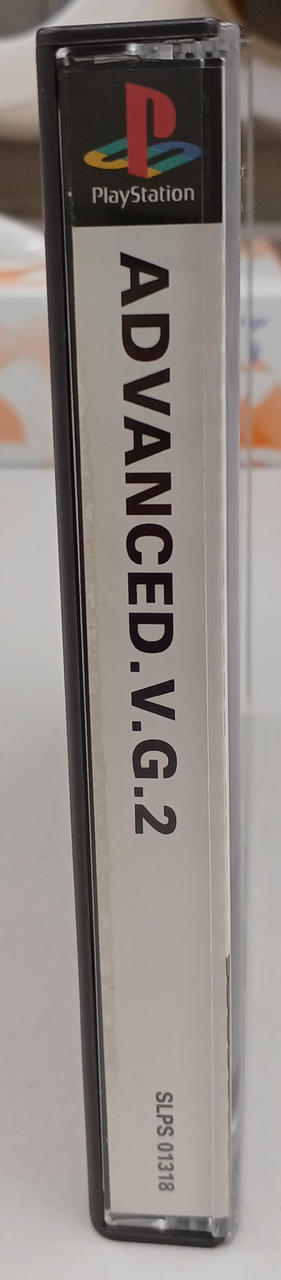 PlayStation
ADVANCED.V.G.2
SLPS 01318